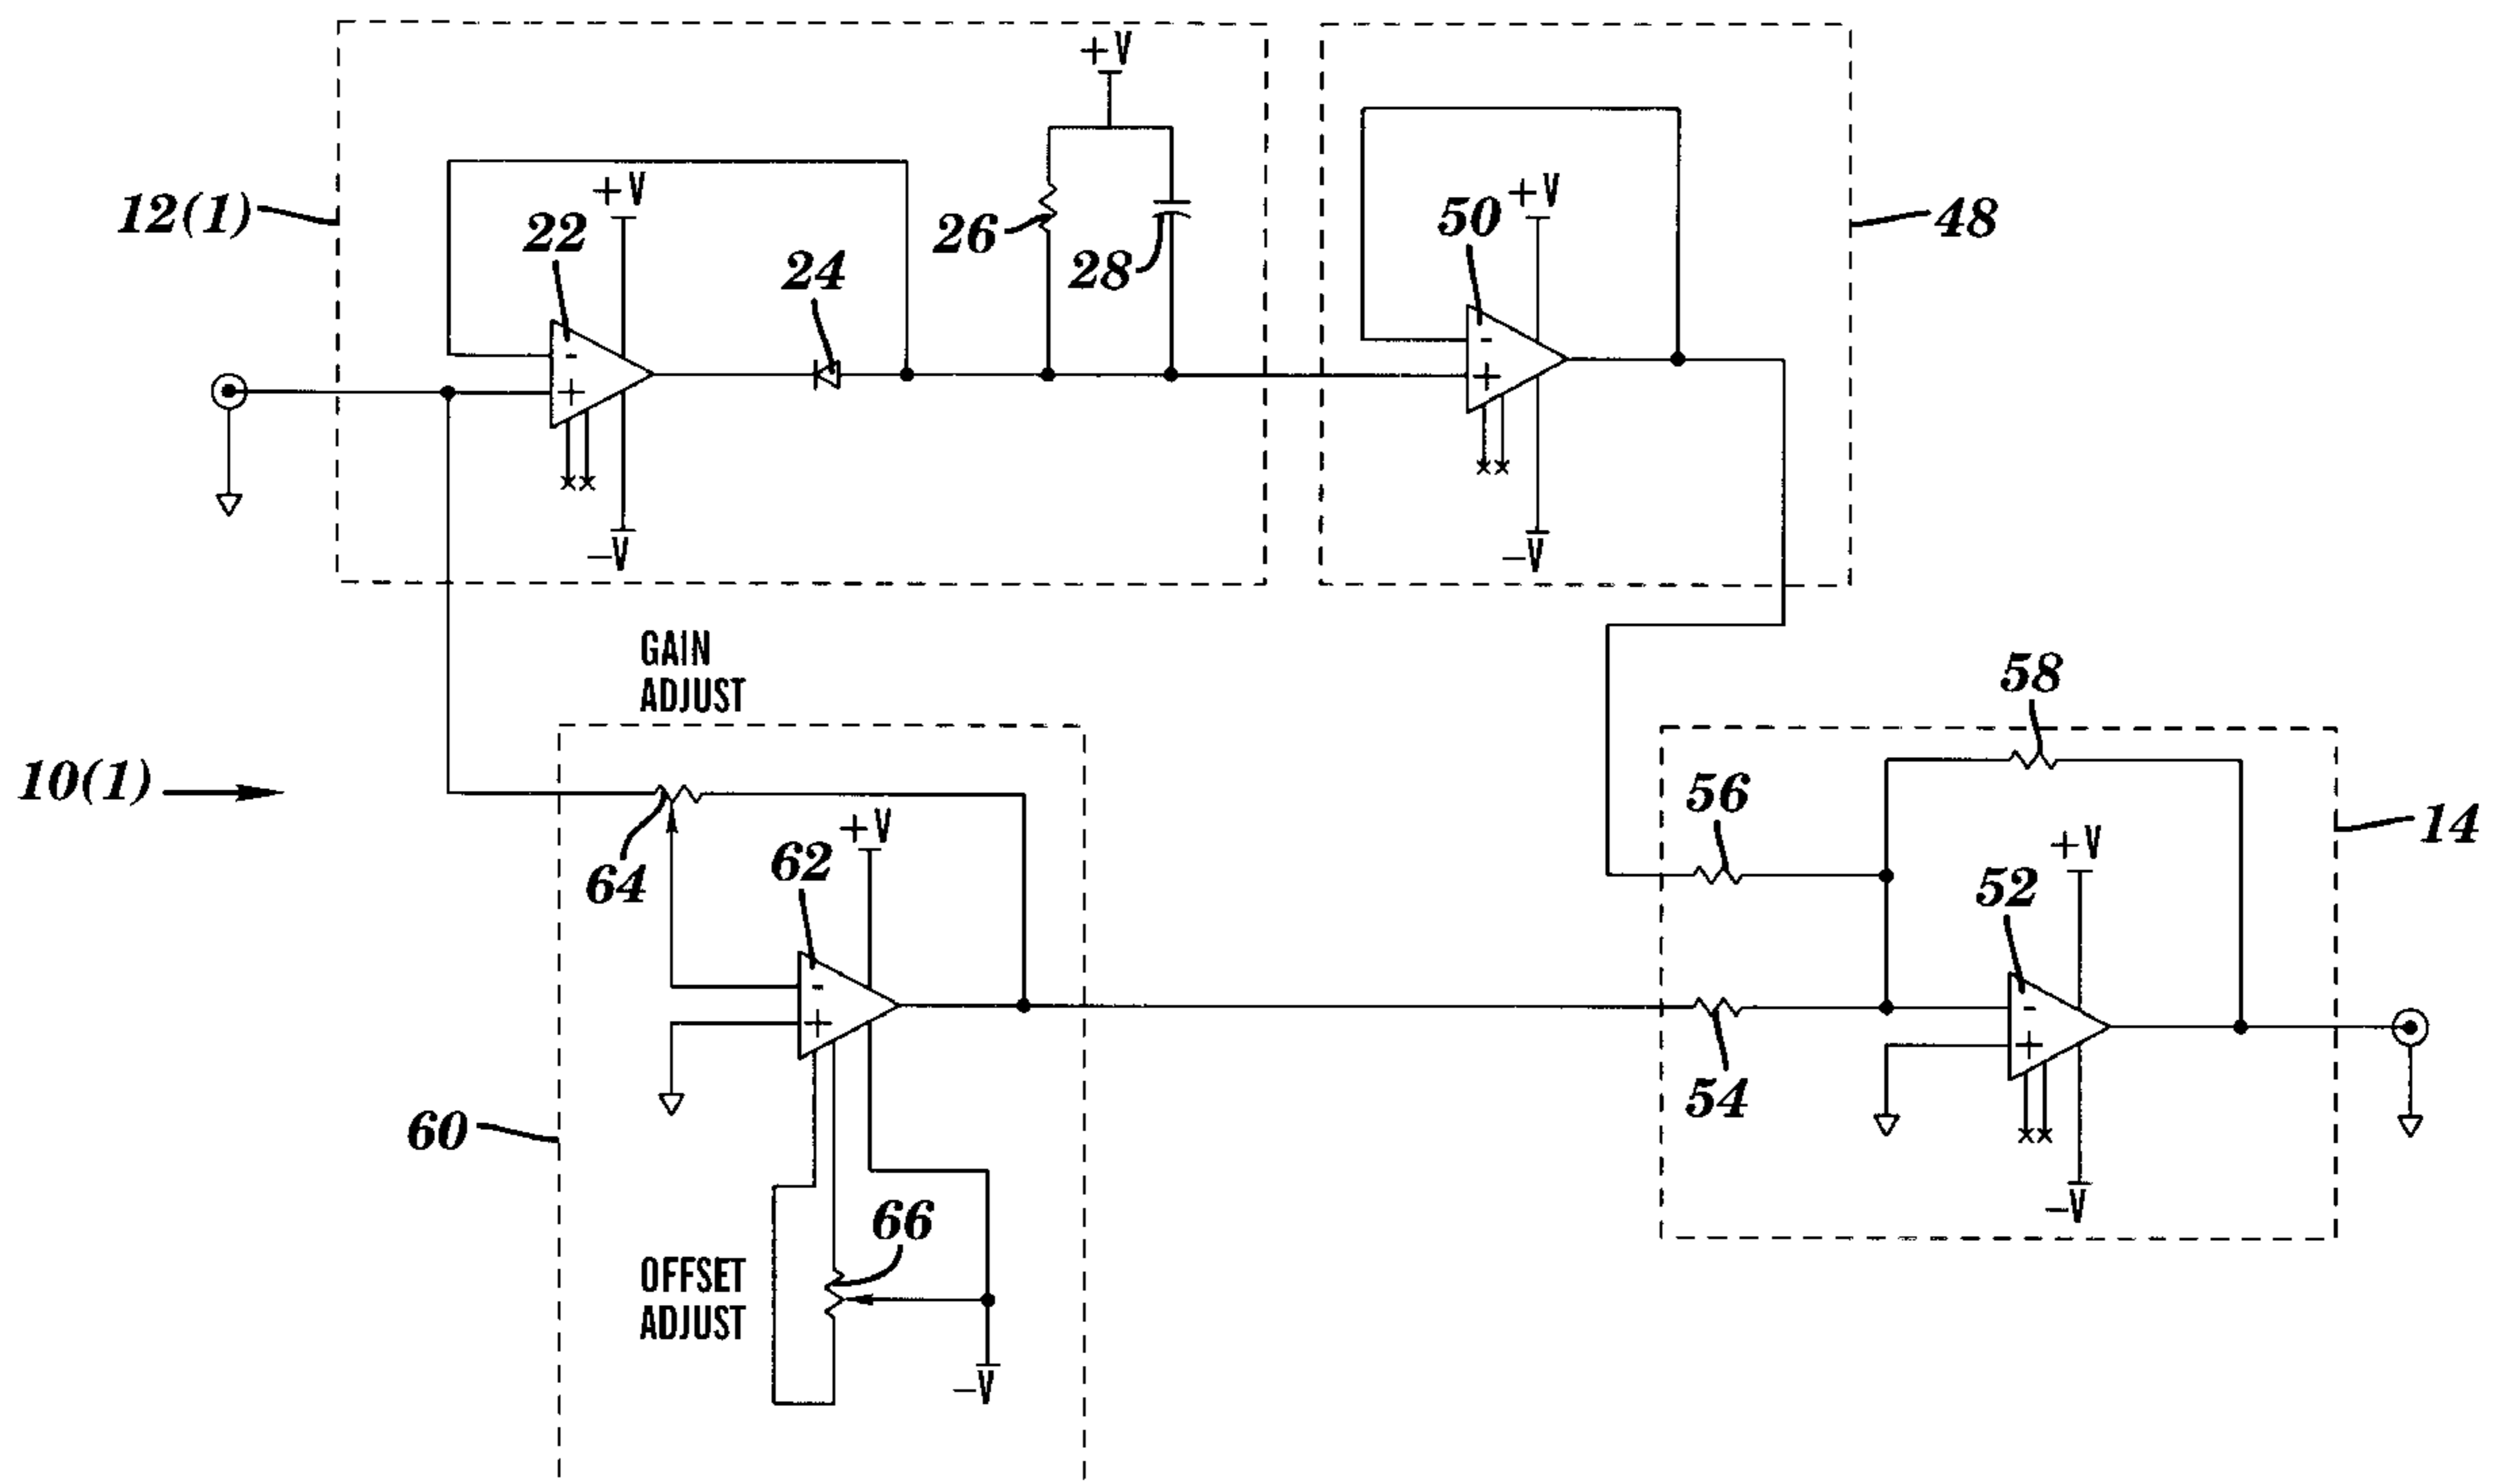 +V
12(1)
22
+V
24
26
28
50
+V
48
-
+
-
+
-V
-V
GAIN
ADJUST
58
10(1)
56
14
64
62
+V
+V
52
-
+
-
+
54
60
66
OFFSET
ADJUST
-V
-V